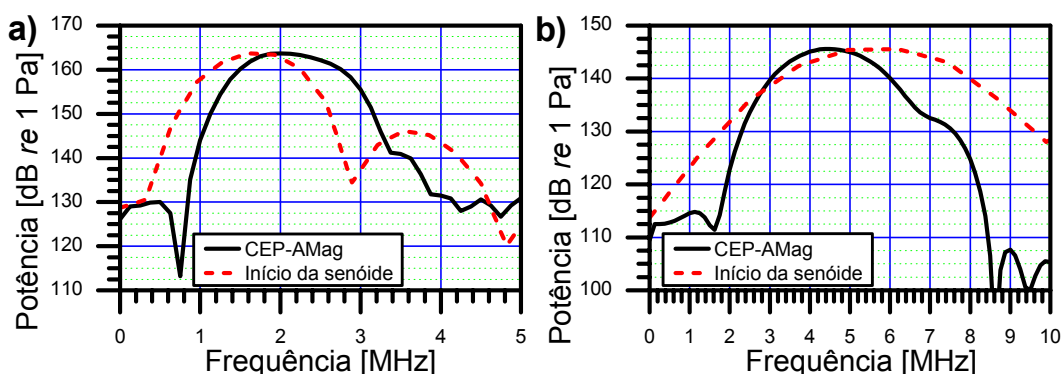 a)
Potência [dB re 1 Pa]
170
160
150
140
130
120
110
CEP-AMag
Início da senóide
0 1 2 3 4 5
Frequência [MHz]
b)
Potência [dB re 1 Pa]
150
140
130
120
110
100
CEP-AMag
Início da senóide
0 1 2 3 4 5 6 7 8 9 10
Frequência [MHz]